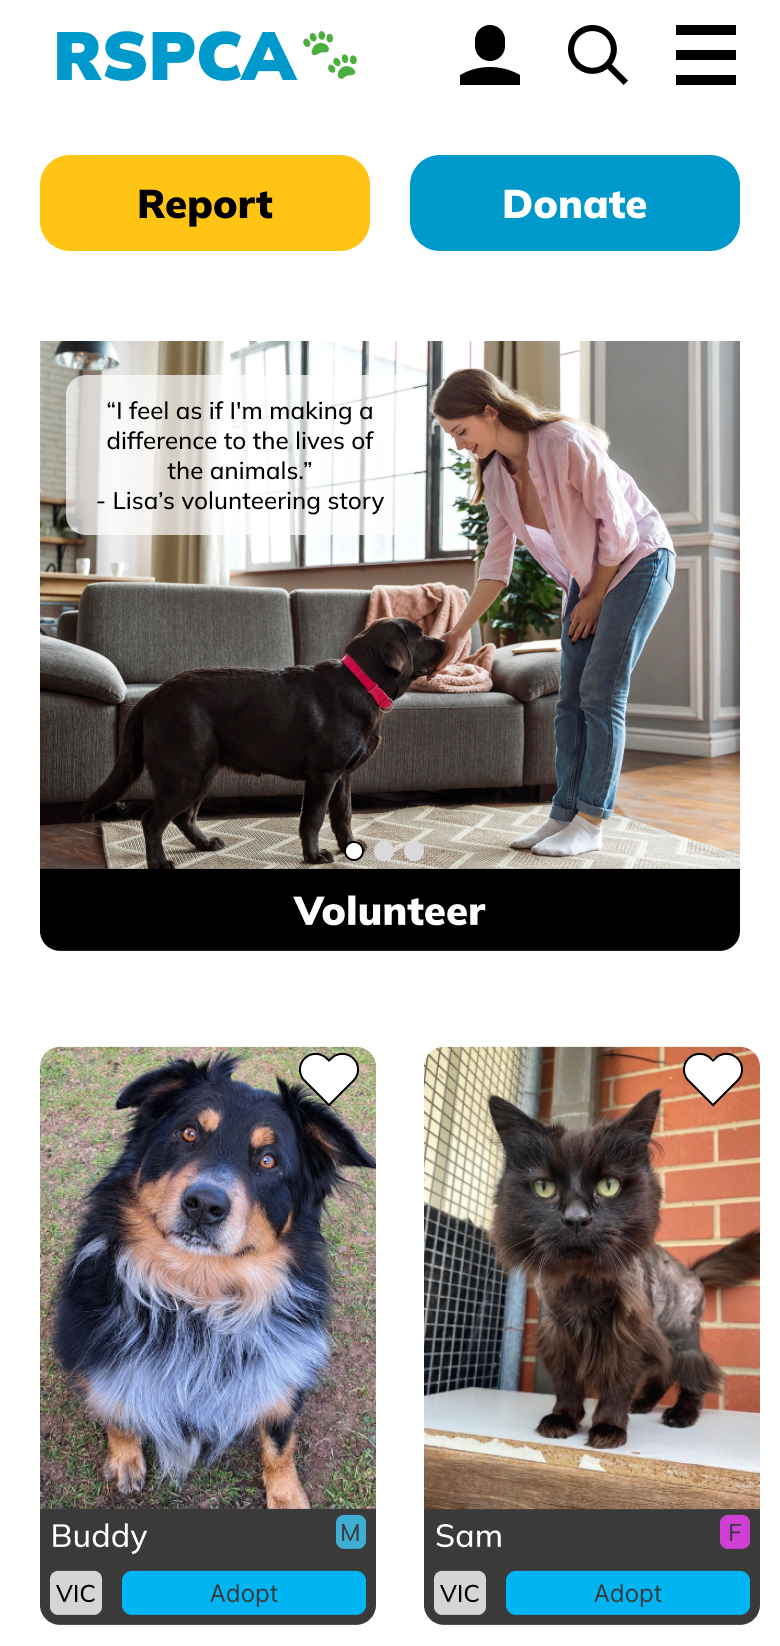 RSPCA
Report
Donate
“I feel as if I'm making a
difference to the lives of
the animals.”
- Lisa’s volunteering story
Volunteer
Buddy
M
VIC
Adopt
Sam
F
VIC
Adopt